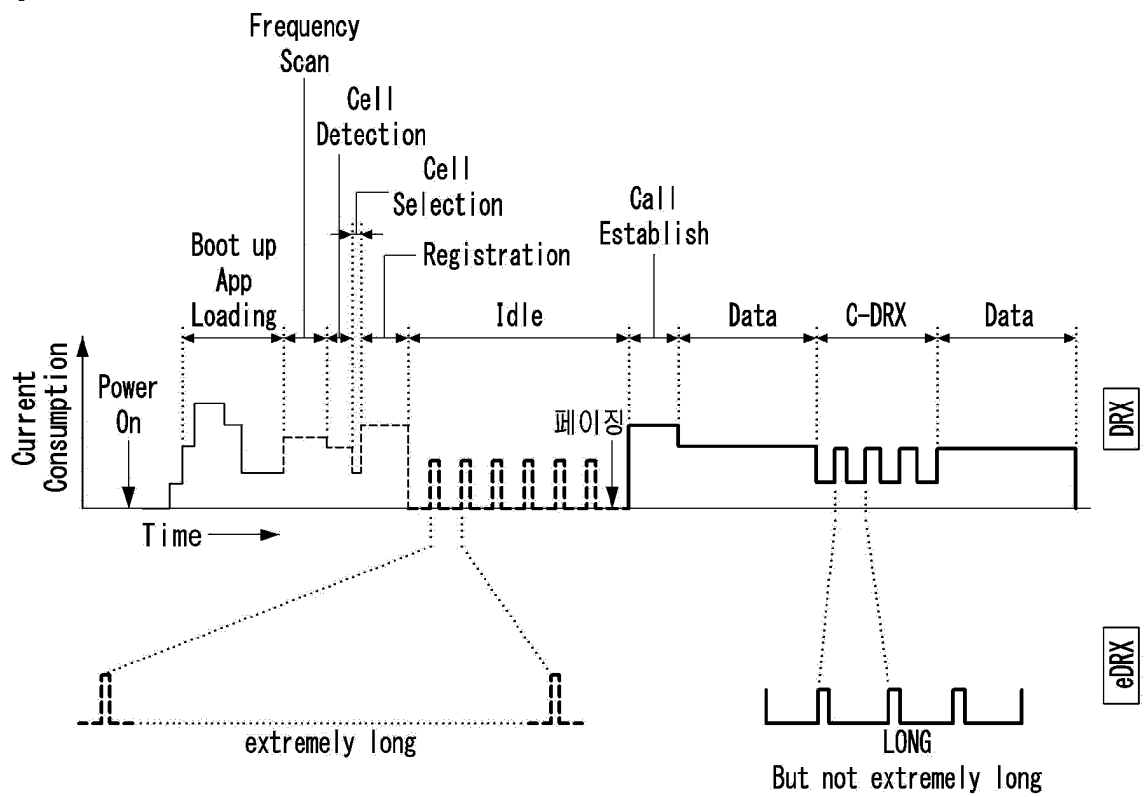 Frequency
Scan
Cell
Detection
Cell
Selection
Registration
Call
Establish
Boot up
App
Loading
Idle
Data
C-DRX
Data
Current
Consumption
Power
On
페이징
DRX
Time
eDRX
extremely long
LONG
But not extremely long